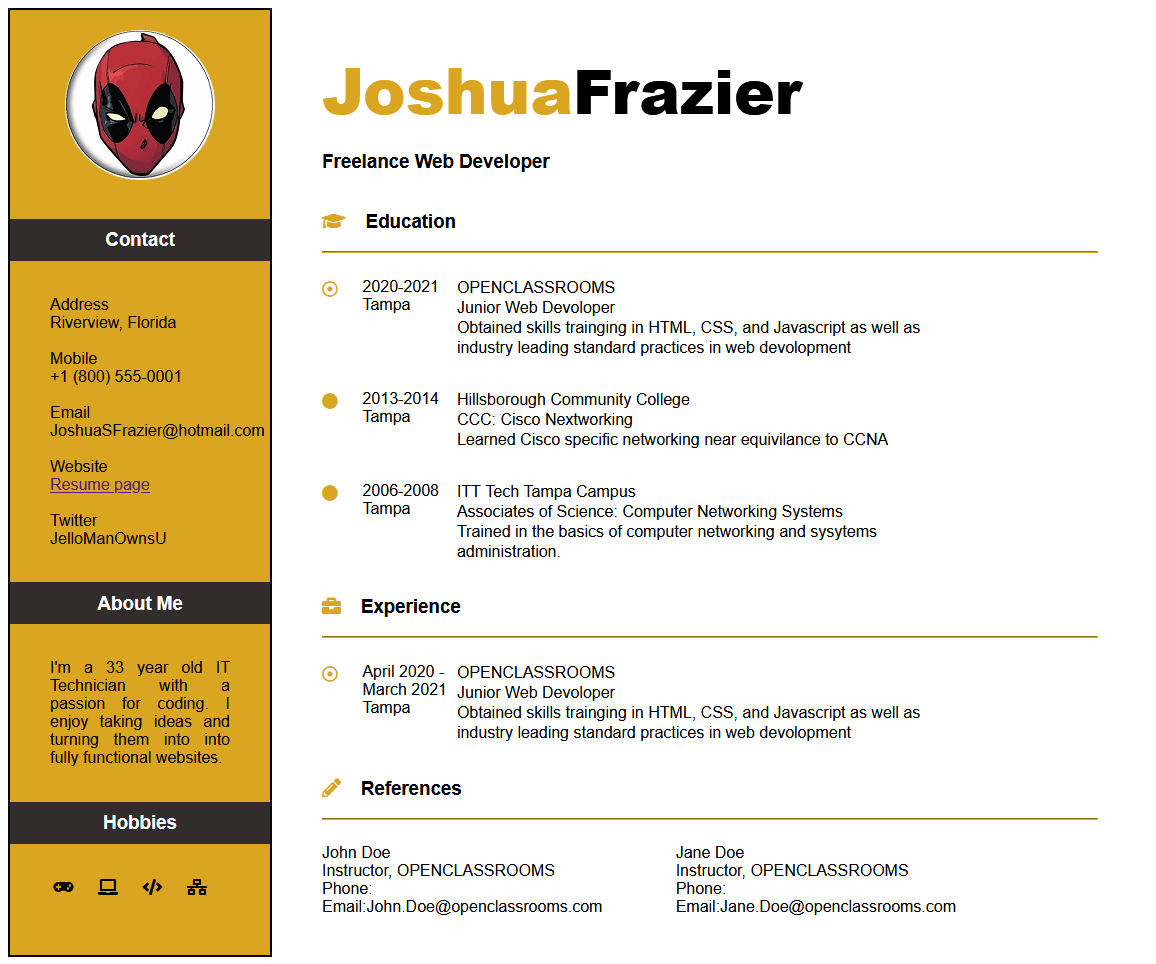 Contact
Address
Riverview, Florida
Mobile
+1 (800) 555-0001
Email
JoshuaSFrazier@hotmail.com
Website
Resume page
Twitter
JelloManOwnsU
About Me
I'm a 33 year old IT
Technician with a
passion for coding. I
enjoy taking ideas and
turning them into into
fully functional websites.
Hobbies
JoshuaFrazier
Freelance Web Developer
Education
2020-2021
Tampa
OPENCLASSROOMS
Junior Web Devoloper
Obtained skills trainging in HTML, CSS, and Javascript as well as
industry leading standard practices in web devolopment
2013-2014
Tampa
Hillsborough Community College
CCC: Cisco Nextworking
Learned Cisco specific networking near equivilance to CCNA
2006-2008
Tampa
ITT Tech Tampa Campus
Associates of Science: Computer Networking Systems
Trained in the basics of computer networking and sysytems
administration.
Experience
April 2020 -
March 2021
Tampa
OPENCLASSROOMS
Junior Web Devoloper
Obtained skills trainging in HTML, CSS, and Javascript as well as
industry leading standard practices in web devolopment
References
John Doe
Instructor, OPENCLASSROOMS
Phone:
Email:John.Doe@openclassrooms.com
Jane Doe
Instructor, OPENCLASSROOMS
Phone:
Email:Jane.Doe@openclassrooms.com